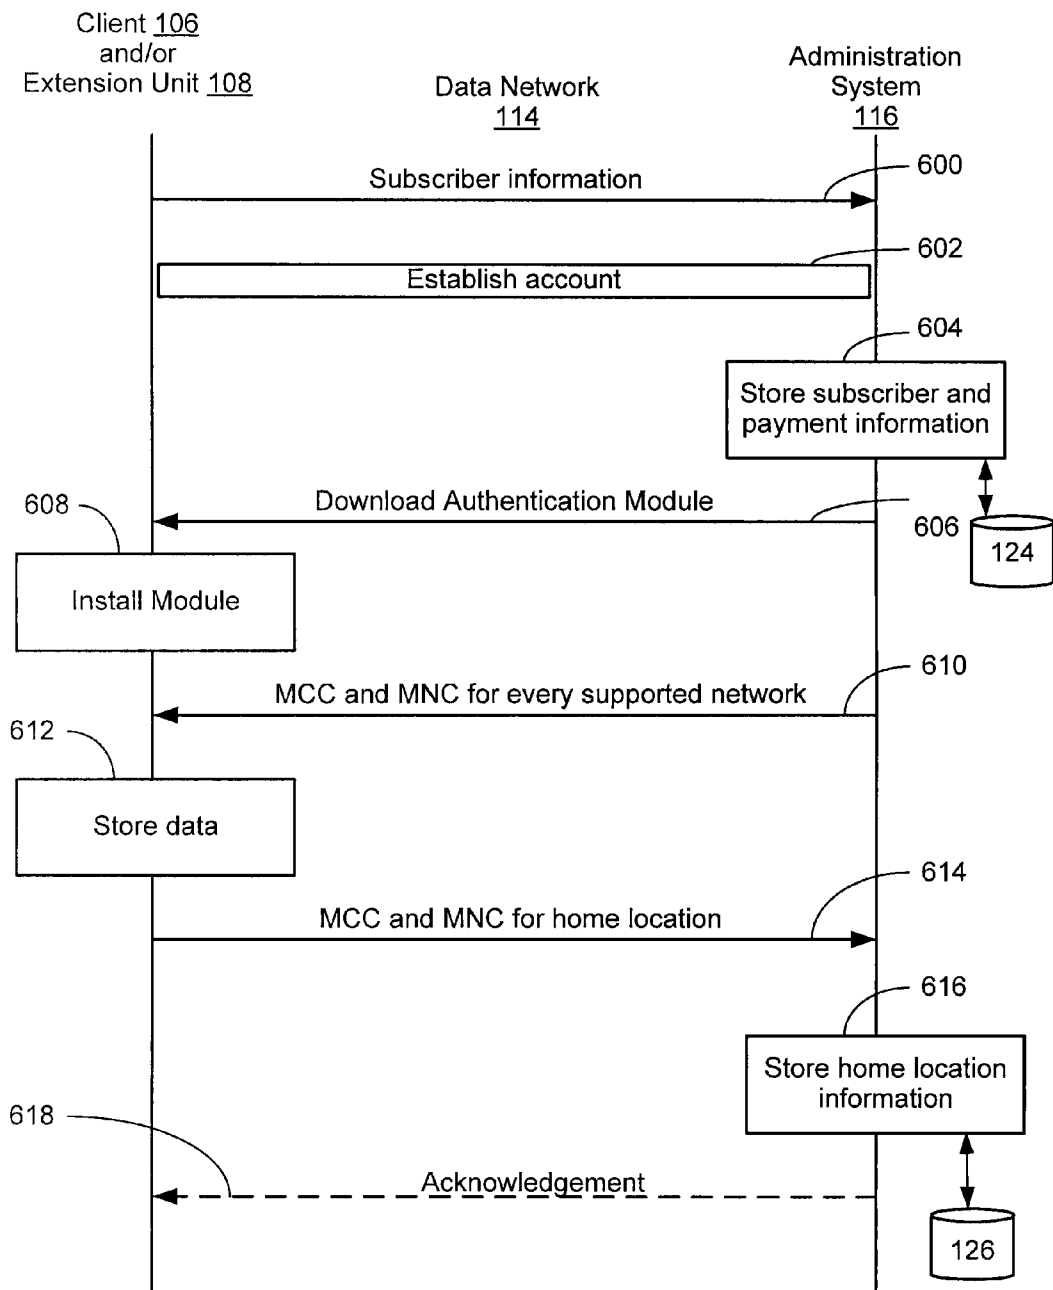 Client 106
and/or
Extension Unit 108
Data Network
114
Administration
System
116
600
Subscriber information
602
Establish account
604
Store subscriber and
payment information
Download Authentication Module
606
124
608
Install Module
610
MCC and MNC for every supported network
612
Store data
614
MCC and MNC for home location
616
Store home location
information
618
Acknowledgement
126